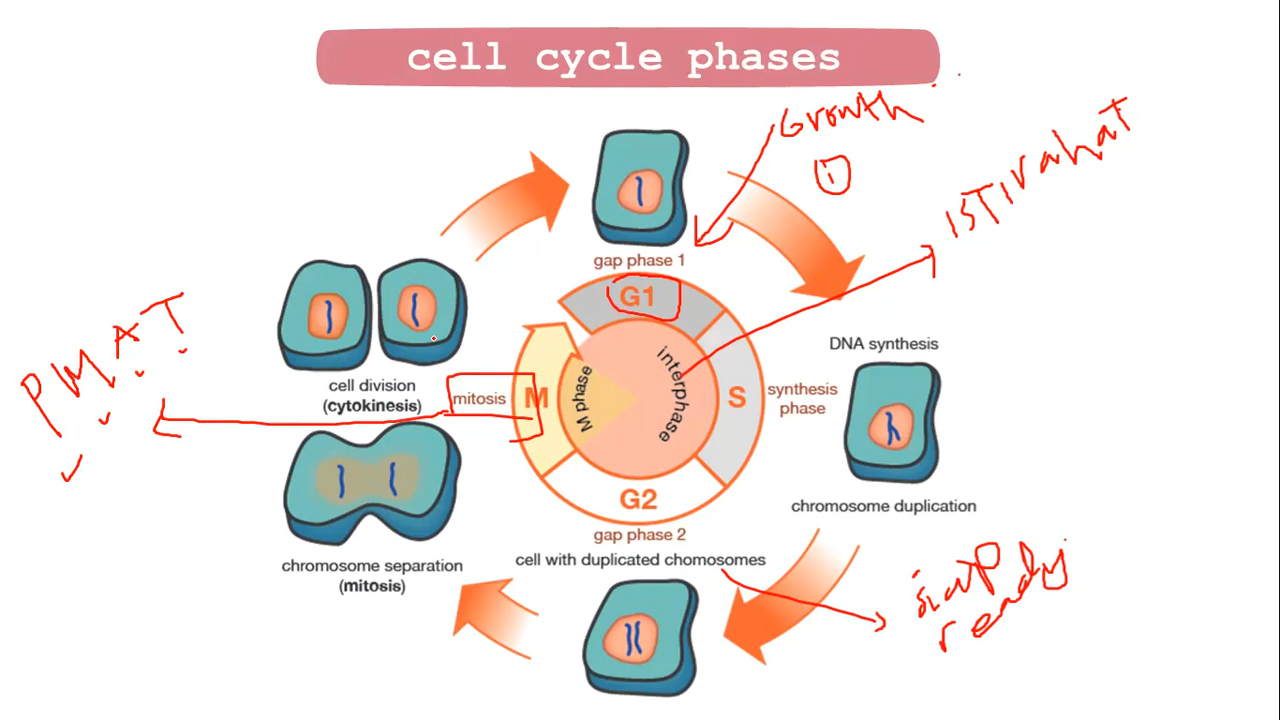 cell cycle phases
Growth
1
ISTIrahaT
gap phase 1
G1
DNA synthesis
PMAT
cell division
(cytokinesis)
mitosis
M
M phase
interphase
S
synthesis
phase
G2
gap phase 2
chromosome duplication
cell with duplicated chomosomes
chromosome separation
(mitosis)
ready